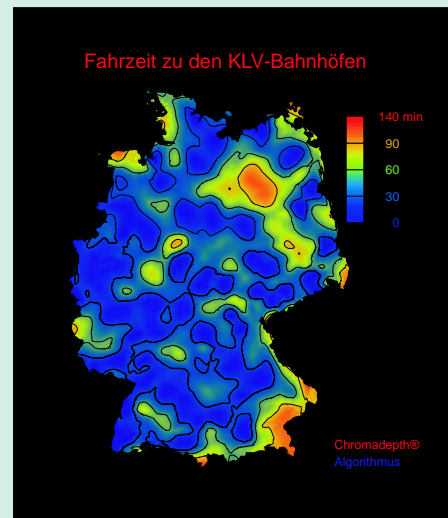 Fahrzeit zu den KLV-Bahnhöfen
140 min
90
60
30
0
Chromadepth®
Algorithmus